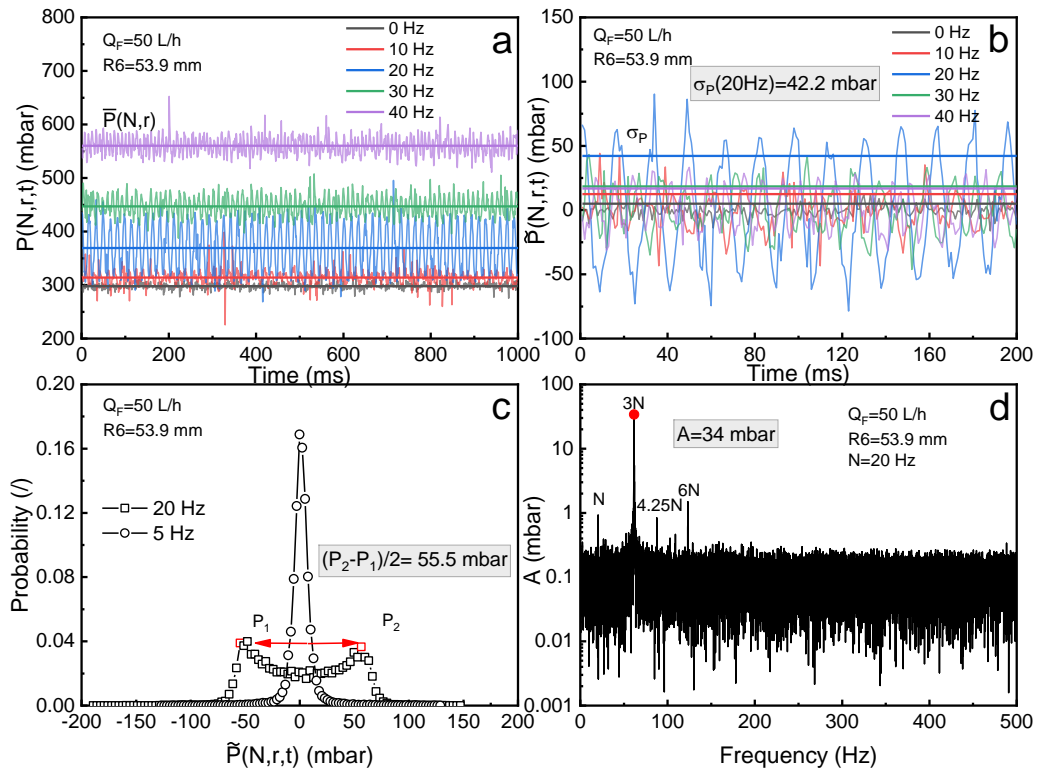 a
Q_F=50 L/h
R6=53.9 mm
0 Hz
10 Hz
20 Hz
30 Hz
40 Hz
P̅(N,r)
P(N,r,t) (mbar)
800
700
600
500
400
300
200
0 200 400 600 800 1000
Time (ms)
b
Q_F=50 L/h
R6=53.9 mm
0 Hz
10 Hz
20 Hz
30 Hz
40 Hz
σ_P(20Hz)=42.2 mbar
σ_P
P̃(N,r,t) (mbar)
150
100
50
0
-50
-100
0 40 80 120 160 200
Time (ms)
c
Q_F=50 L/h
R6=53.9 mm
20 Hz
5 Hz
(P₂-P₁)/2= 55.5 mbar
P₁
P₂
Probability (/)
0.20
0.16
0.12
0.08
0.04
0.00
-200 -150 -100 -50 0 50 100 150 200
P̃(N,r,t) (mbar)
d
3N
A=34 mbar
Q_F=50 L/h
R6=53.9 mm
N=20 Hz
N
4.25N
6N
A (mbar)
100
10
1
0.1
0.01
0.001
0 100 200 300 400 500
Frequency (Hz)